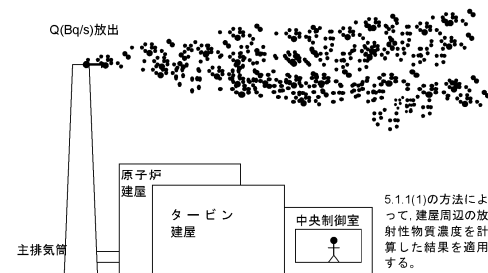 Q(Bq/s)放出
原子炉
建屋
タービン
建屋
中央制御室
主排気筒
5.1.1(1)の方法によ
って,建屋周辺の放
射性物質濃度を計
算した結果を適用
する。